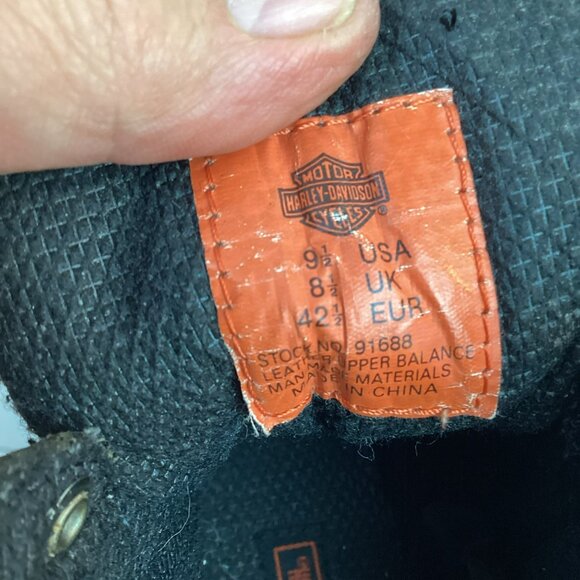 MOTOR
HARLEY-DAVIDSON
CYCLES
®
9½ USA
8½ UK
42½ EUR
STOCK NO. 91688
LEATHER UPPER BALANCE
MAN MADE MATERIALS
MADE IN CHINA